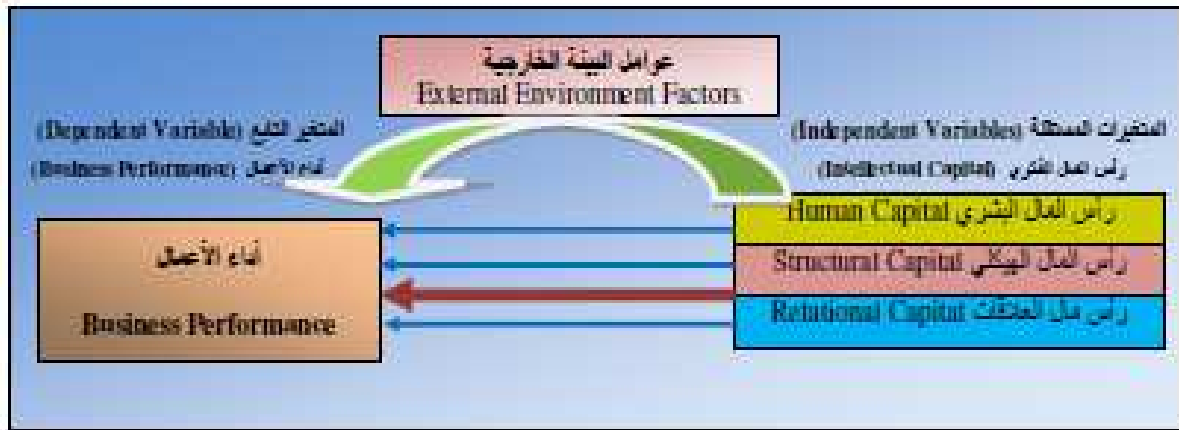 عوامل البيئة الخارجية
External Environment Factors
المتغيرات المستقلة (Independent Variables)
رأس المال الفكري (Intellectual Capital)
المتغير التابع (Dependent Variable)
أداء الأعمال (Business Performance)
رأس المال البشري Human Capital
رأس المال الهيكلي Structural Capital
رأس مال العلاقات Retational Capital
أداء الأعمال
Business Performance